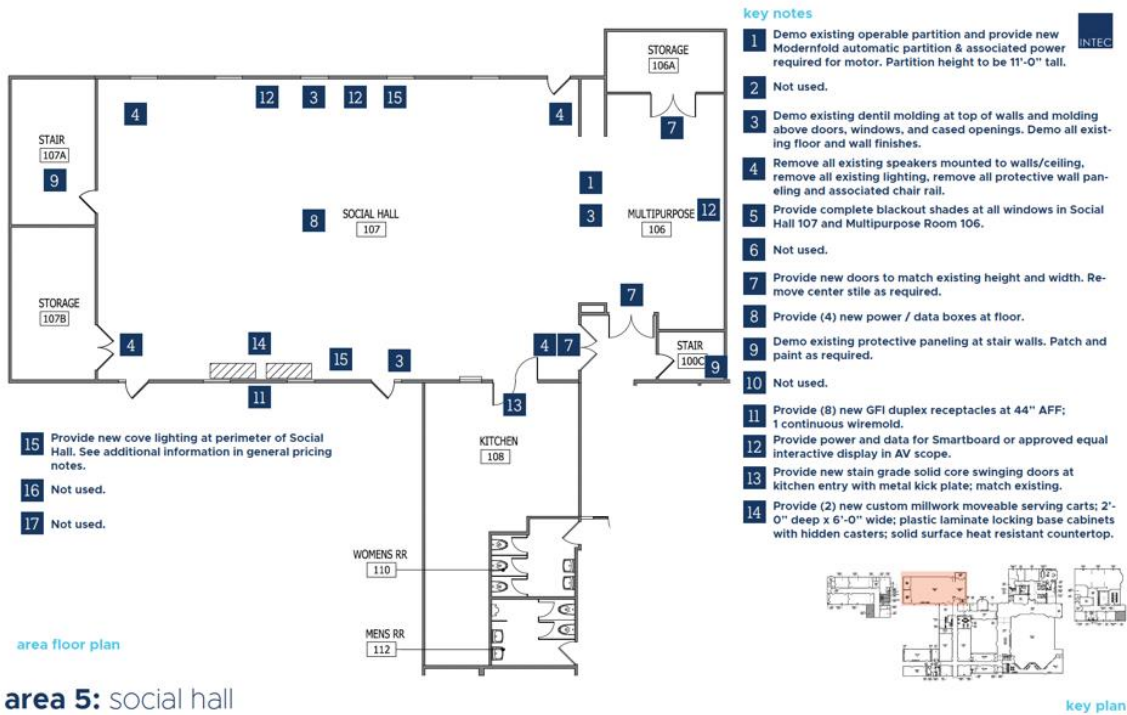 key notes
INTEC
1 Demo existing operable partition and provide new
Modernfold automatic partition & associated power
required for motor. Partition height to be 11'-0" tall.
2 Not used.
3 Demo existing dentil molding at top of walls and molding
above doors, windows, and cased openings. Demo all exist-
ing floor and wall finishes.
4 Remove all existing speakers mounted to walls/ceiling,
remove all existing lighting, remove all protective wall pan-
eling and associated chair rail.
5 Provide complete blackout shades at all windows in Social
Hall 107 and Multipurpose Room 106.
6 Not used.
7 Provide new doors to match existing height and width. Re-
move center stile as required.
8 Provide (4) new power / data boxes at floor.
9 Demo existing protective paneling at stair walls. Patch and
paint as required.
10 Not used.
11 Provide (8) new GFI duplex receptacles at 44" AFF;
1 continuous wiremold.
12 Provide power and data for Smartboard or approved equal
interactive display in AV scope.
13 Provide new stain grade solid core swinging doors at
kitchen entry with metal kick plate; match existing.
14 Provide (2) new custom millwork moveable serving carts; 2'-
0" deep x 6'-0" wide; plastic laminate locking base cabinets
with hidden casters; solid surface heat resistant countertop.
15 Provide new cove lighting at perimeter of Social
Hall. See additional information in general pricing
notes.
16 Not used.
17 Not used.
STORAGE
106A
12 3 12 15
4 4 7
STAIR
107A
9
1
8
SOCIAL HALL
107
3
MULTIPURPOSE
106
12
STORAGE
107B
7
4
14
15
3
4 7
STAIR
100C
9
11
13
KITCHEN
108
WOMENS RR
110
MENS RR
112
area floor plan
area 5: social hall
key plan